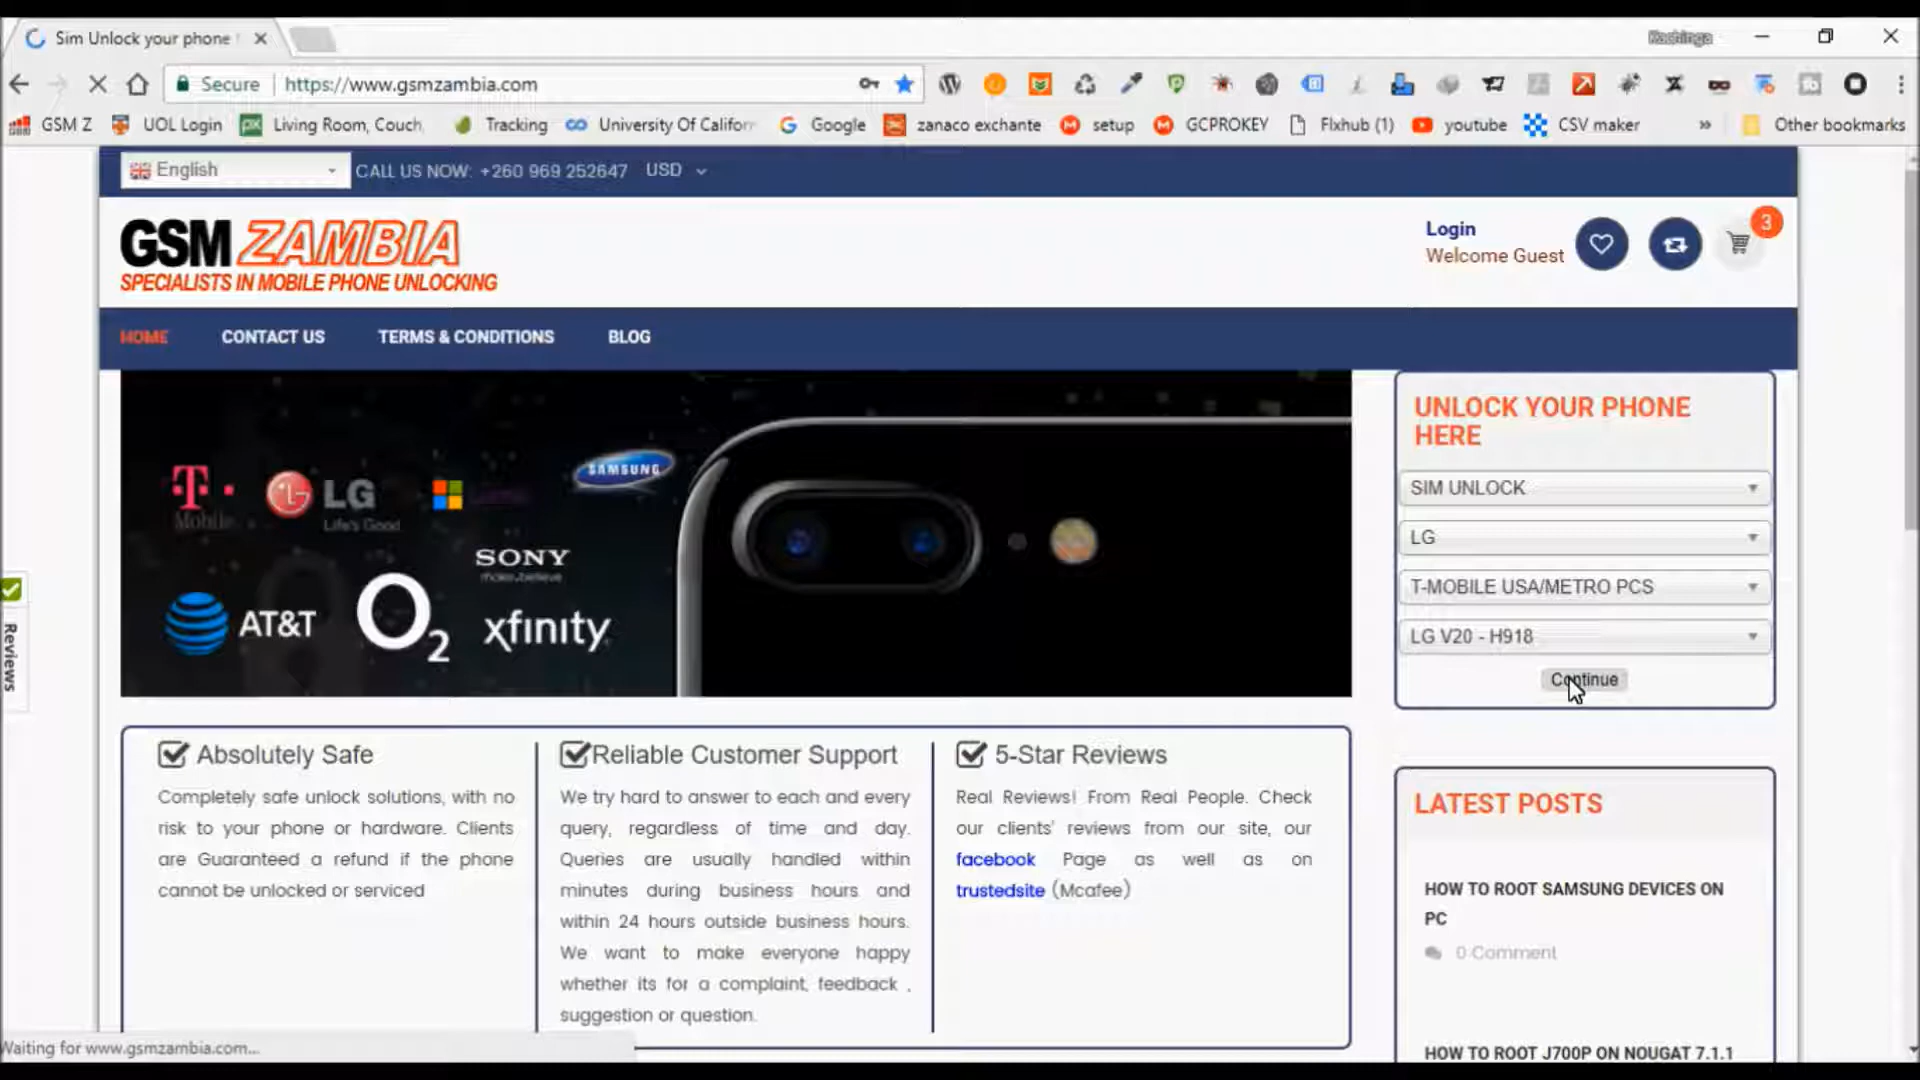 Sim Unlock your phone
Kachinga
Secure https://www.gsmzambia.com
GSM Z UOL Login Living Room, Couch, Tracking University Of Californ Google zanaco exchante setup GCPROKEY Flxhub (1) youtube CSV maker » Other bookmarks
English CALL US NOW: +260 969 252647 USD
GSM ZAMBIA
SPECIALISTS IN MOBILE PHONE UNLOCKING
Login
Welcome Guest
3
HOME CONTACT US TERMS & CONDITIONS BLOG
T Mobile
LG
Life's Good
SAMSUNG
SONY
make.believe
AT&T
O2
xfinity
UNLOCK YOUR PHONE
HERE
SIM UNLOCK
LG
T-MOBILE USA/METRO PCS
LG V20 - H918
Continue
Reviews
Absolutely Safe
Completely safe unlock solutions, with no
risk to your phone or hardware. Clients
are Guaranteed a refund if the phone
cannot be unlocked or serviced
Reliable Customer Support
We try hard to answer to each and every
query, regardless of time and day.
Queries are usually handled within
minutes during business hours and
within 24 hours outside business hours.
We want to make everyone happy
whether its for a complaint, feedback ,
suggestion or question.
5-Star Reviews
Real Reviews! From Real People. Check
our clients' reviews from our site, our
facebook Page as well as on
trustedsite (Mcafee)
LATEST POSTS
HOW TO ROOT SAMSUNG DEVICES ON
PC
0 Comment
HOW TO ROOT J700P ON NOUGAT 7.1.1
Waiting for www.gsmzambia.com...